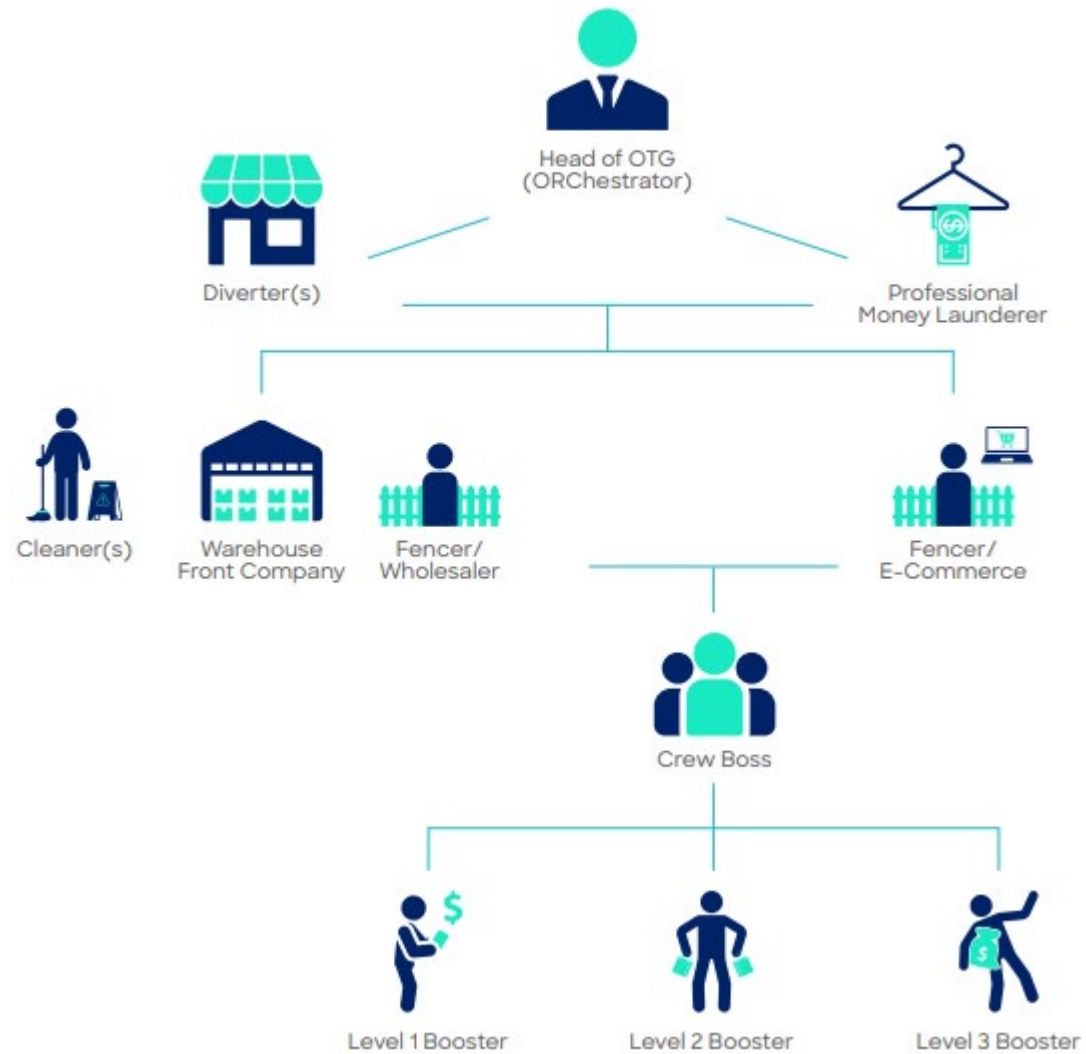 Head of OTG
(ORChestrator)
Diverter(s)
Professional
Money Launderer
Cleaner(s)
Warehouse
Front Company
Fencer/
Wholesaler
Fencer/
E-Commerce
Crew Boss
Level 1 Booster
Level 2 Booster
Level 3 Booster